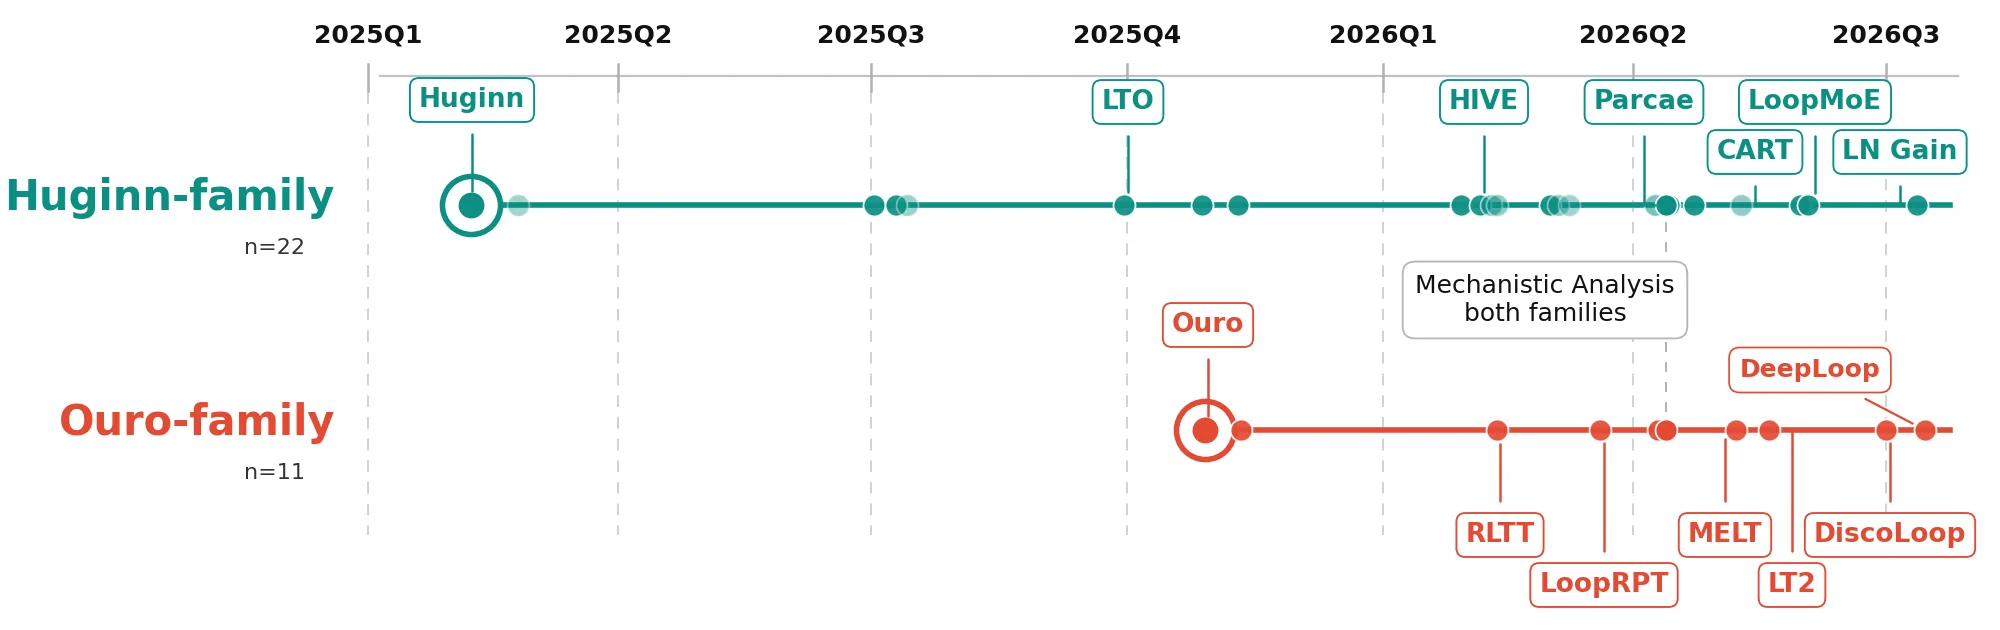 2025Q1 2025Q2 2025Q3 2025Q4 2026Q1 2026Q2 2026Q3
Huginn LTO HIVE Parcae LoopMoE
CART LN Gain
Huginn-family
n=22
Mechanistic Analysis
both families
Ouro
DeepLoop
Ouro-family
n=11
RLTT MELT DiscoLoop
LoopRPT LT2